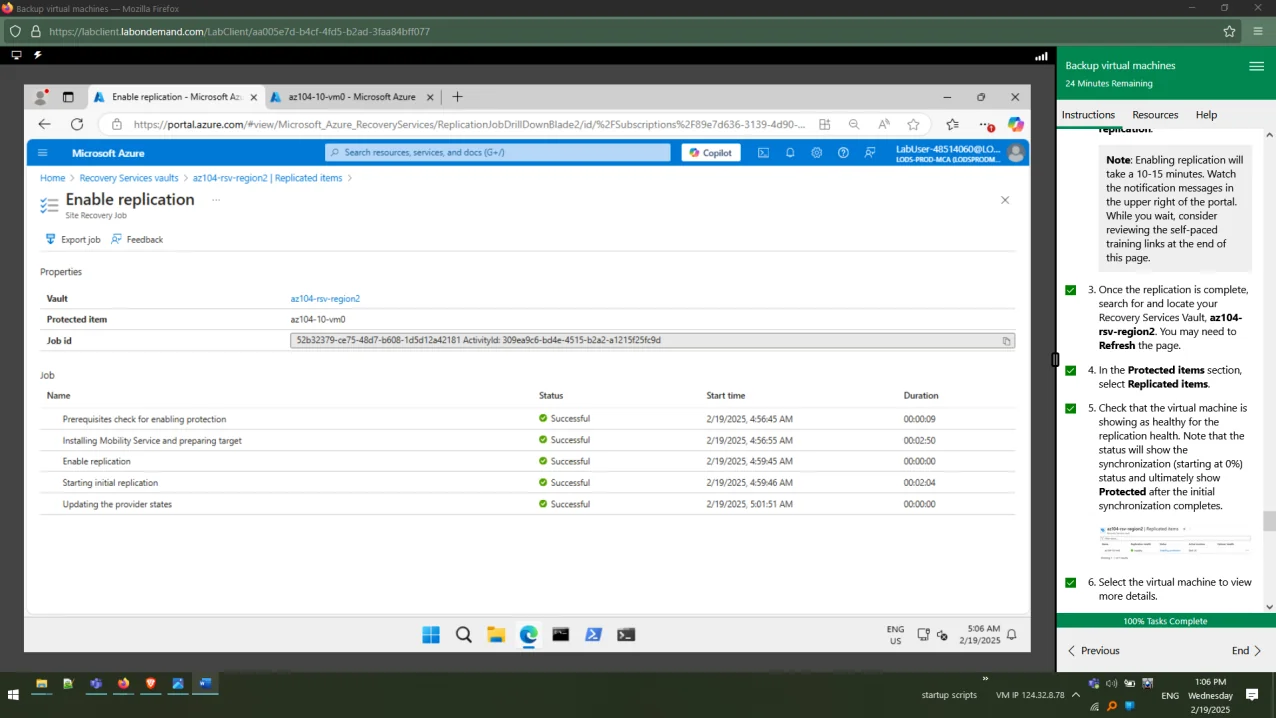 Backup virtual machines — Mozilla Firefox
https://labclient.labondemand.com/LabClient/aa005e7d-b4cf-4fd5-b2ad-3faa84bff077
Enable replication - Microsoft Az
az104-10-vm0 - Microsoft Azure
https://portal.azure.com/#view/Microsoft_Azure_RecoveryServices/ReplicationJobDrillDownBlade2/id/%2FSubscriptions%2F89e7d636-3139-4d90-...
Microsoft Azure
Search resources, services, and docs (G+/)
Copilot
LabUser-48514060@LO...
LODS-PROD-MCA (LODSPRODM...
Home > Recovery Services vaults > az104-rsv-region2 | Replicated items >
Enable replication ...
Site Recovery Job
Export job
Feedback
Properties
Vault az104-rsv-region2
Protected item az104-10-vm0
Job id 52b32379-ce75-48d7-b608-1d5d12a42181 ActivityId: 309ea9c6-bd4e-4515-b2a2-a1215f25fc9d
Job
Name Status Start time Duration
Prerequisites check for enabling protection Successful 2/19/2025, 4:56:45 AM 00:00:09
Installing Mobility Service and preparing target Successful 2/19/2025, 4:56:55 AM 00:02:50
Enable replication Successful 2/19/2025, 4:59:45 AM 00:00:00
Starting initial replication Successful 2/19/2025, 4:59:46 AM 00:02:04
Updating the provider states Successful 2/19/2025, 5:01:51 AM 00:00:00
ENG
US
5:06 AM
2/19/2025
Backup virtual machines
24 Minutes Remaining
Instructions Resources Help
replication.
Note: Enabling replication will
take a 10-15 minutes. Watch
the notification messages in
the upper right of the portal.
While you wait, consider
reviewing the self-paced
training links at the end of
this page.
3. Once the replication is complete,
search for and locate your
Recovery Services Vault, az104-
rsv-region2. You may need to
Refresh the page.
4. In the Protected items section,
select Replicated items.
5. Check that the virtual machine is
showing as healthy for the
replication health. Note that the
status will show the
synchronization (starting at 0%)
status and ultimately show
Protected after the initial
synchronization completes.
az104-rsv-region2 | Replicated items
6. Select the virtual machine to view
more details.
100% Tasks Complete
Previous
End
startup scripts
»
VM IP 124.32.8.78
ENG
1:06 PM
Wednesday
2/19/2025